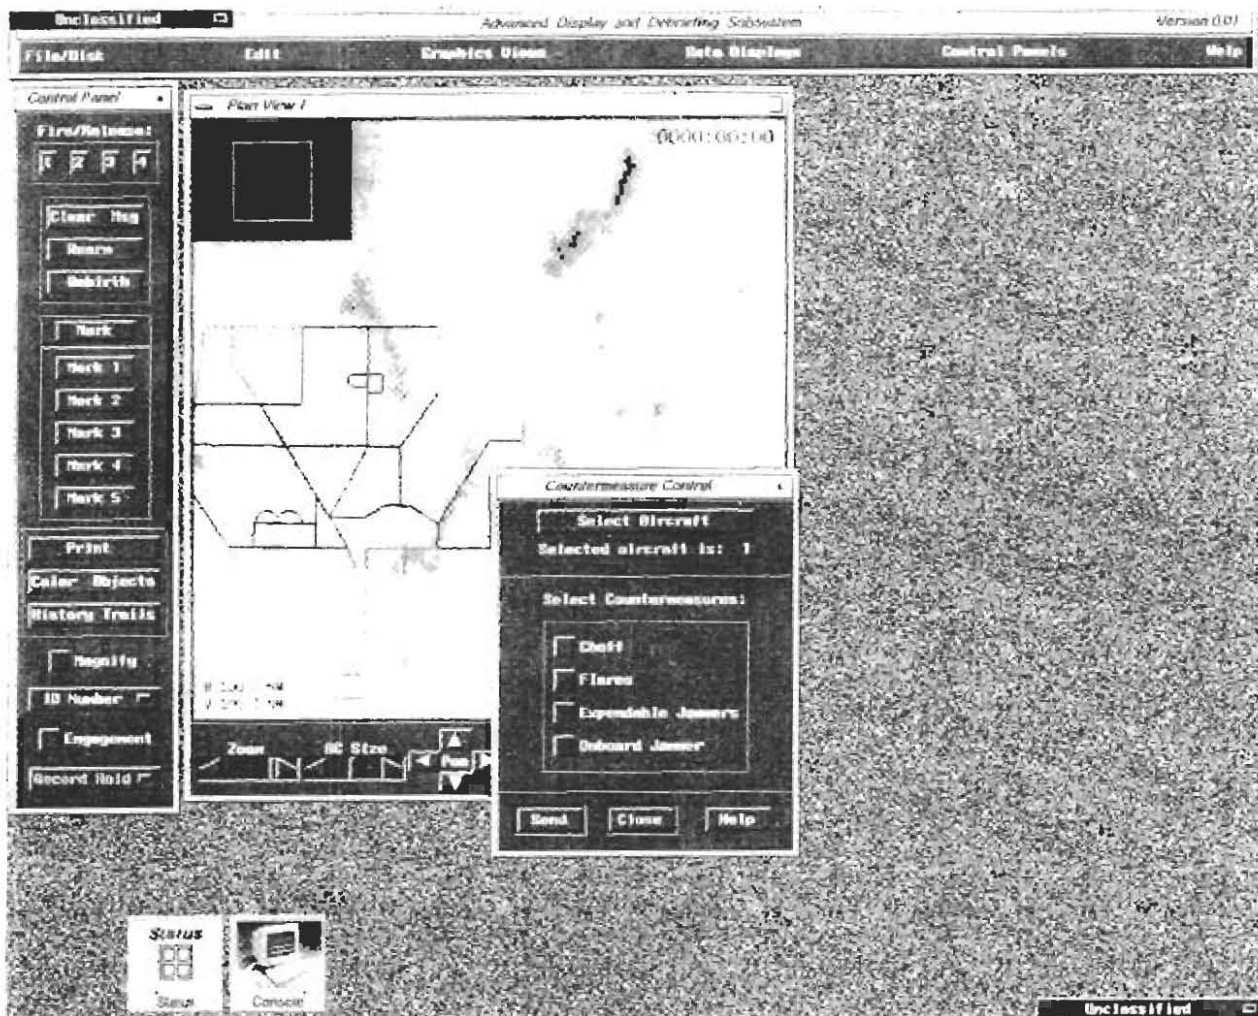 Unclassified
Advanced Display and Debriefing Subsystem
Version 0.01
File/Disk Edit Graphics Views Data Displays Control Panels Help
Control Panel
Fire/Release:
1 2 3 4
Clear Msg
Rearm
Rebirth
Mark
Mark 1
Mark 2
Mark 3
Mark 4
Mark 5
Print
Color Objects
History Trails
Magnify
ID Number
Engagement
Record Hold
Plan View 1
0000:00:00
Zoom
AC Size
Pan
Countermeasure Control
Select Aircraft
Selected aircraft is: 1
Select Countermeasures:
Chaff
Flares
Expendable Jammers
Onboard Jammer
Send Close Help
Status
Status
Console
Unclassified